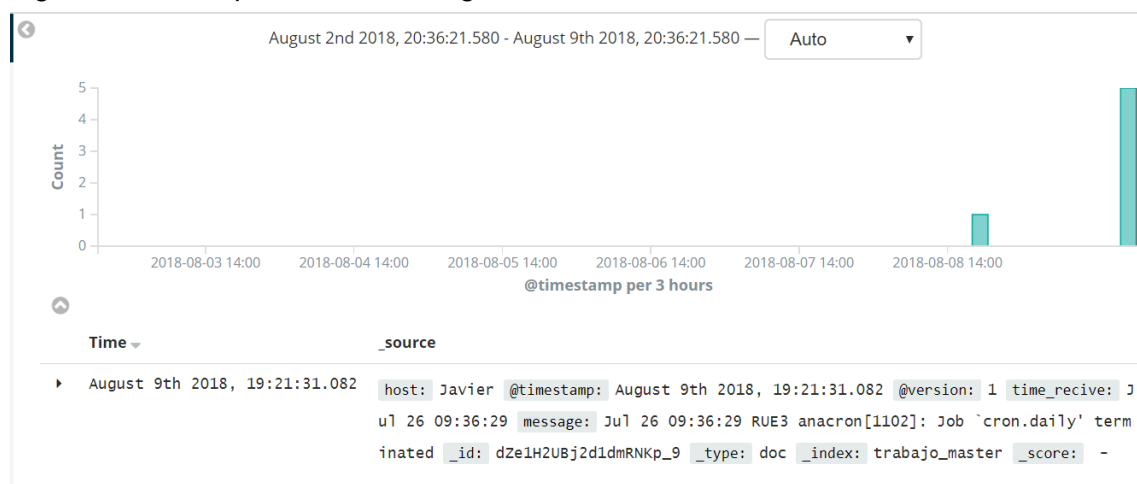 August 2nd 2018, 20:36:21.580 - August 9th 2018, 20:36:21.580 — Auto
5
4
3
2
1
0
Count
2018-08-03 14:00 2018-08-04 14:00 2018-08-05 14:00 2018-08-06 14:00 2018-08-07 14:00 2018-08-08 14:00
@timestamp per 3 hours
Time _source
August 9th 2018, 19:21:31.082 host: Javier @timestamp: August 9th 2018, 19:21:31.082 @version: 1 time_recive: J
ul 26 09:36:29 message: Jul 26 09:36:29 RUE3 anacron[1102]: Job `cron.daily' term
inated _id: dZe1H2UBj2d1dmRNKp_9 _type: doc _index: trabajo_master _score: -